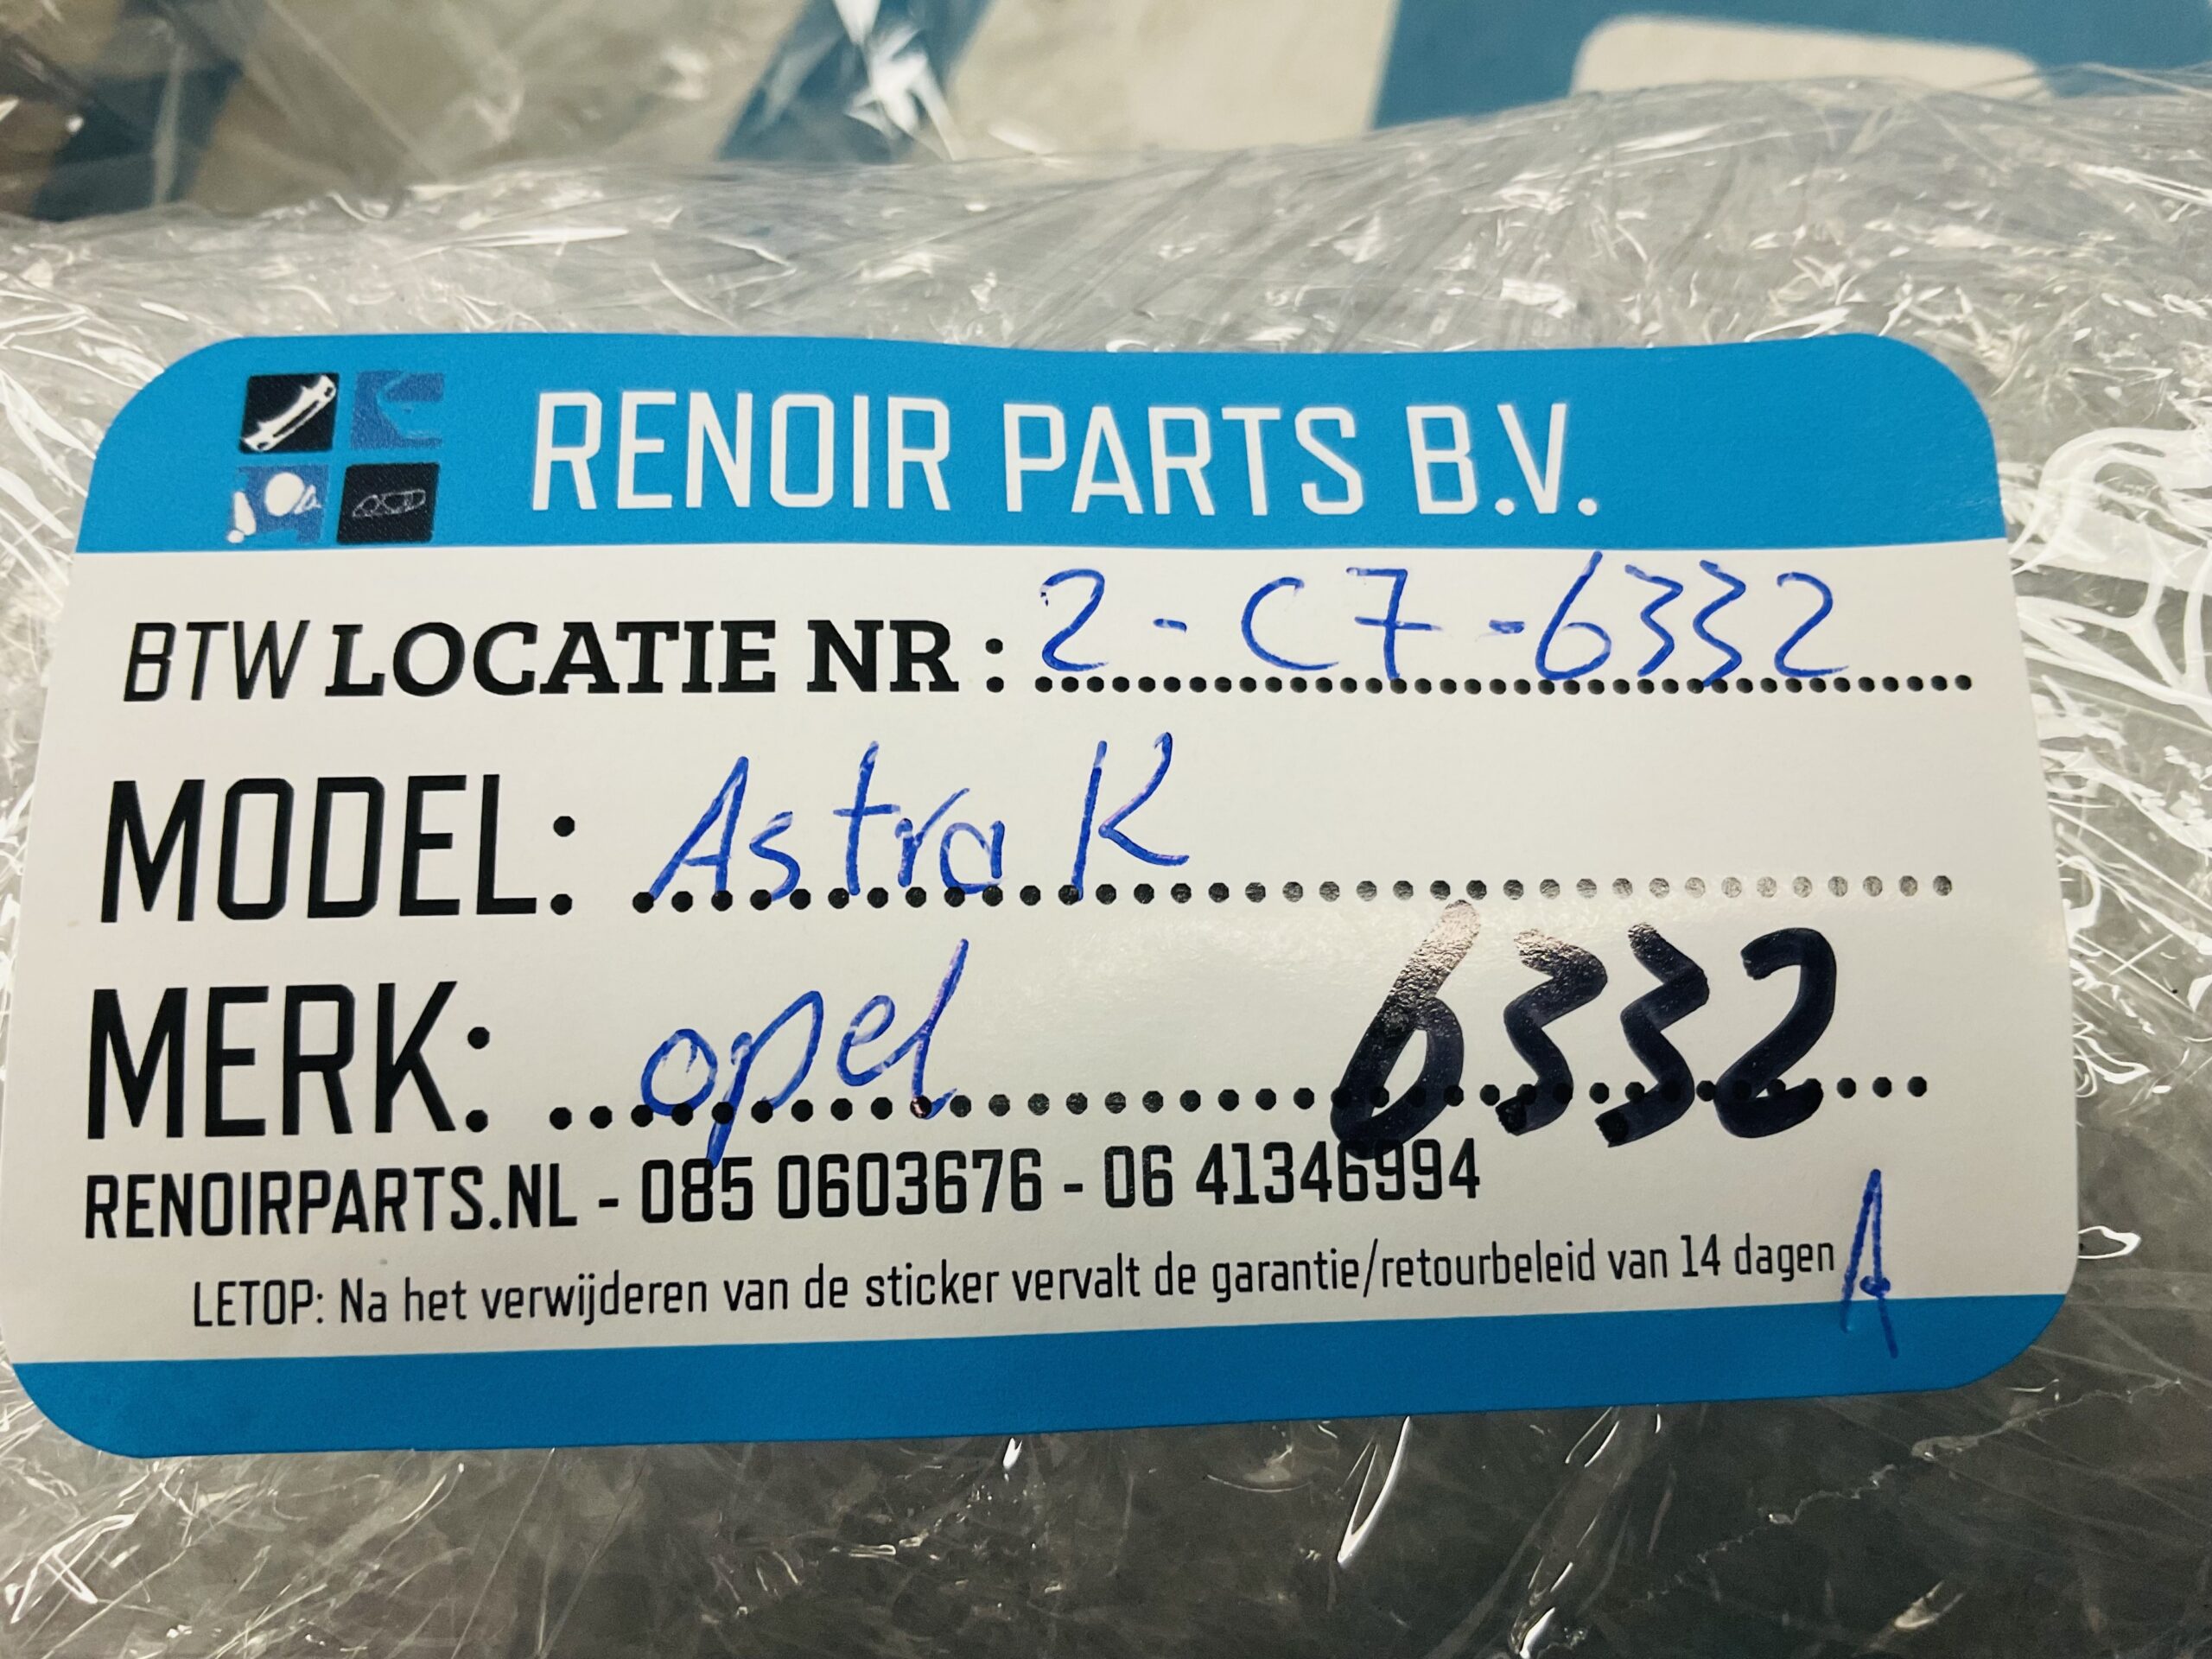 RENOIR PARTS B.V.
BTW LOCATIE NR : 2-C7-6332
MODEL: Astra K
MERK: opel 6332
RENOIRPARTS.NL - 085 0603676 - 06 41346994
LETOP: Na het verwijderen van de sticker vervalt de garantie/retourbeleid van 14 dagen A